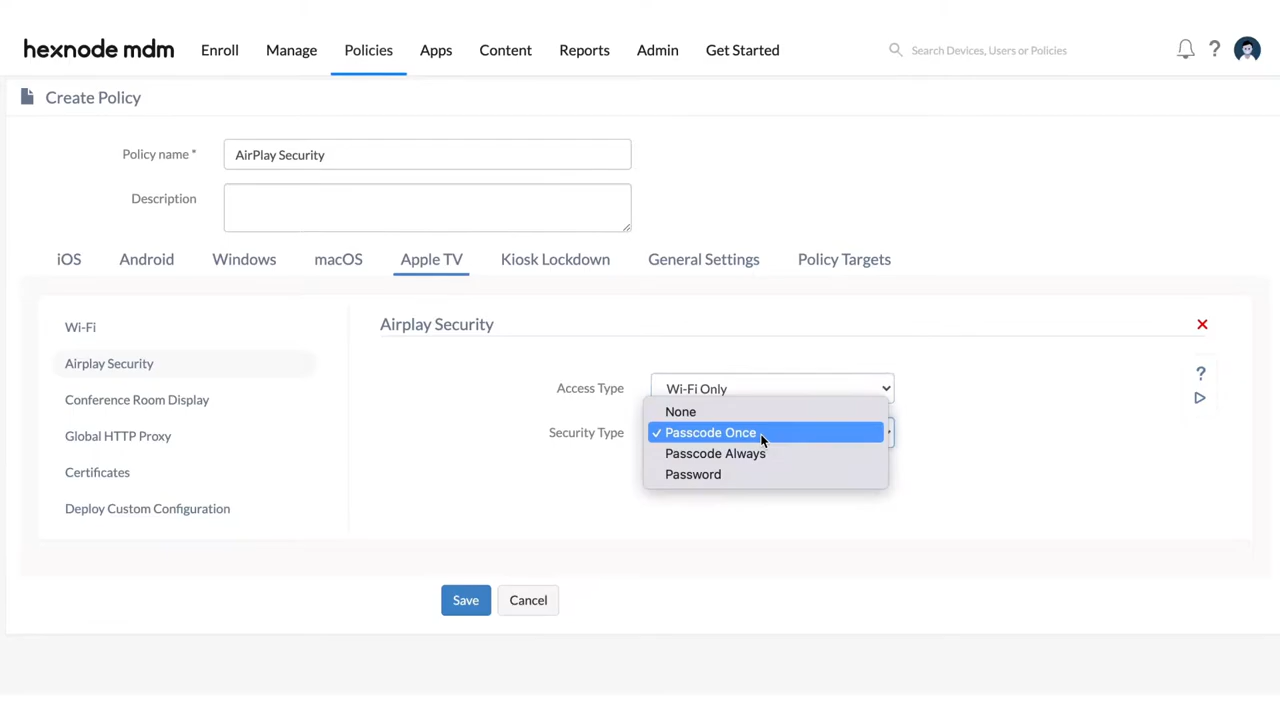 hexnode mdm Enroll Manage Policies Apps Content Reports Admin Get Started Search Devices, Users or Policies ?
Create Policy
Policy name * AirPlay Security
Description
iOS Android Windows macOS Apple TV Kiosk Lockdown General Settings Policy Targets
Wi-Fi
Airplay Security
Conference Room Display
Global HTTP Proxy
Certificates
Deploy Custom Configuration
Airplay Security
?
Access Type Wi-Fi Only
Security Type
None
✓ Passcode Once
Passcode Always
Password
Save Cancel